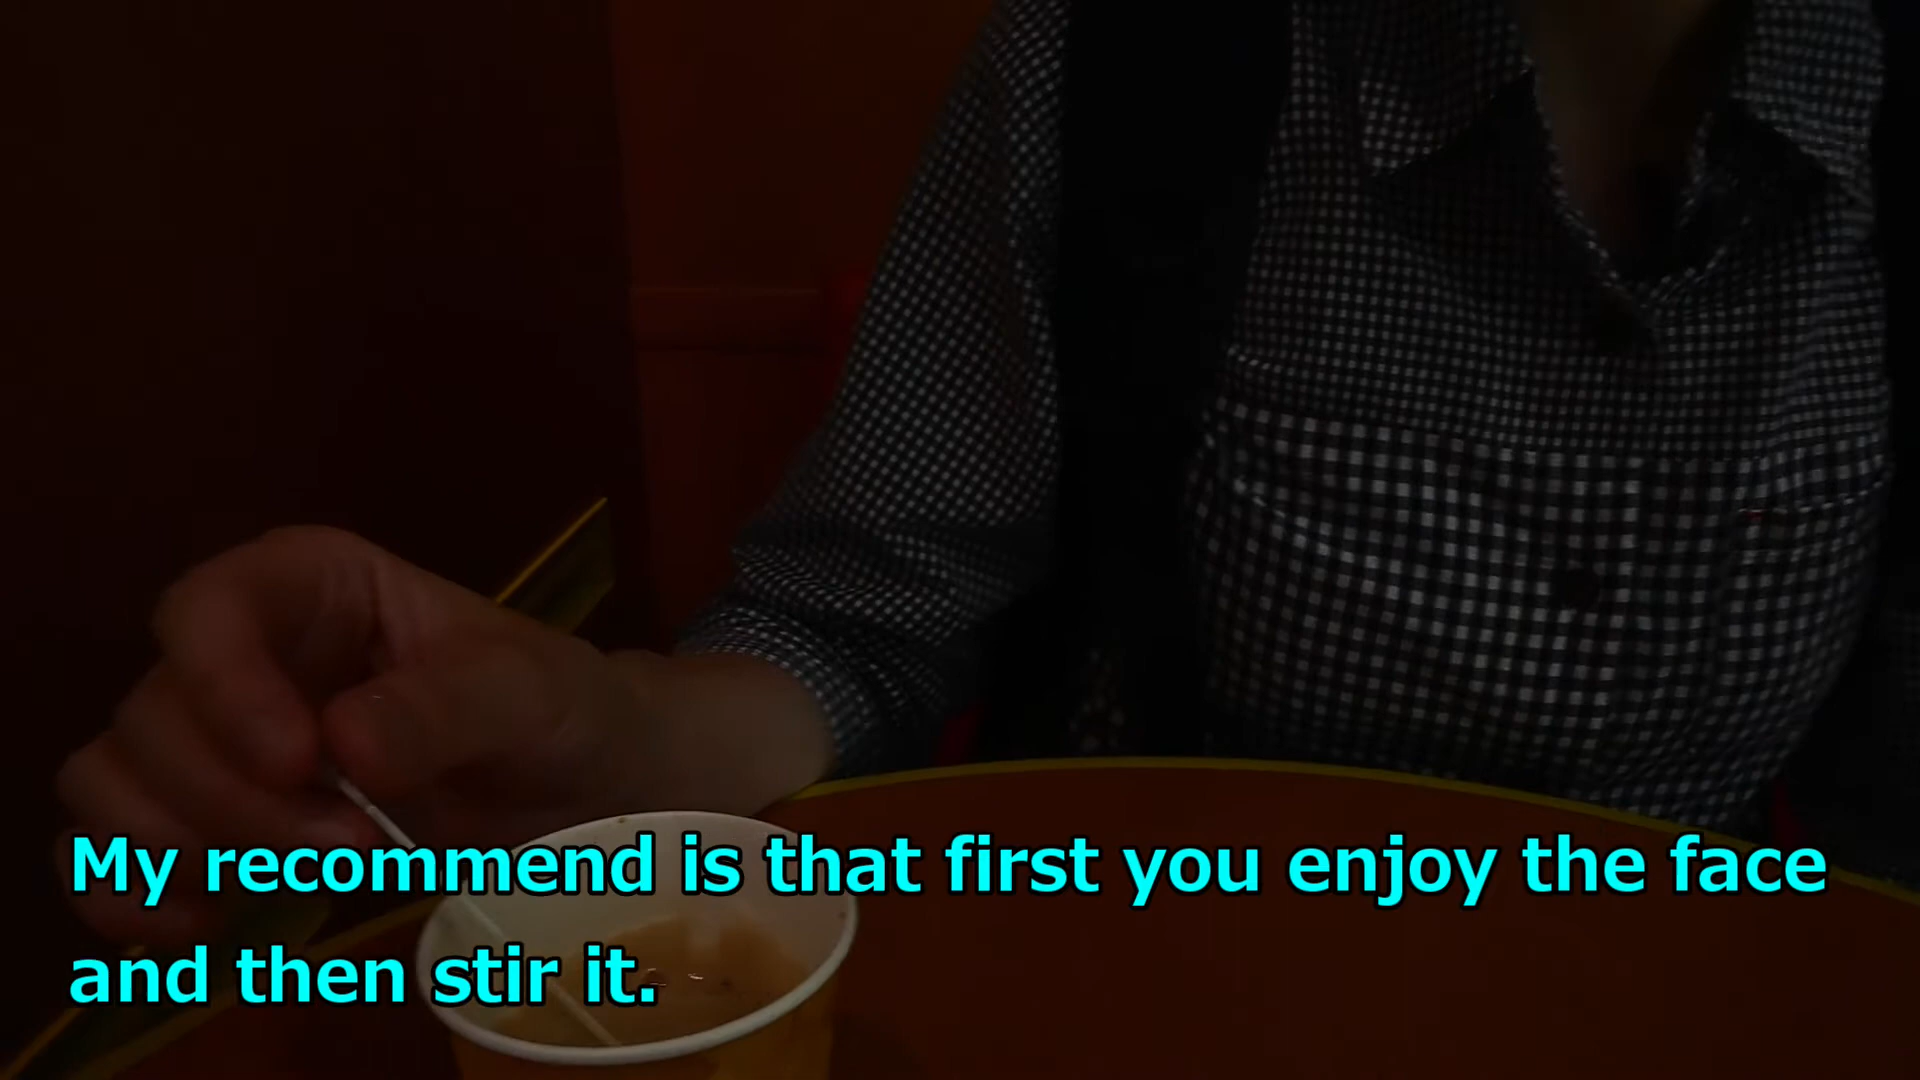 My recommend is that first you enjoy the face
and then stir it.